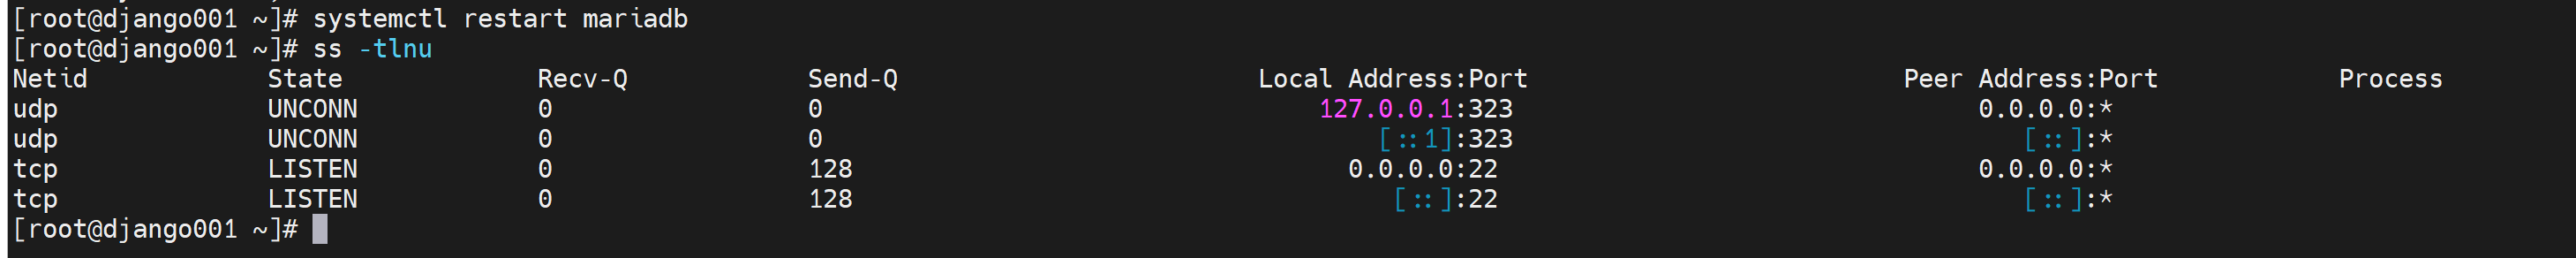 [root@django001 ~]# systemctl restart mariadb
[root@django001 ~]# ss -tlnu
Netid State Recv-Q Send-Q Local Address:Port Peer Address:Port Process
udp UNCONN 0 0 127.0.0.1:323 0.0.0.0:*
udp UNCONN 0 0 [::1]:323 [::]:*
tcp LISTEN 0 128 0.0.0.0:22 0.0.0.0:*
tcp LISTEN 0 128 [::]:22 [::]:*
[root@django001 ~]#